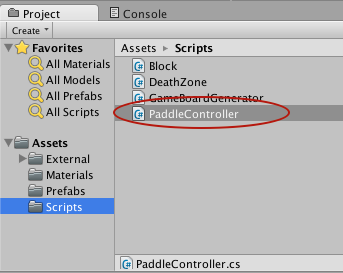 Project
Console
Create
Favorites
All Materials
All Models
All Prefabs
All Scripts
Assets
External
Materials
Prefabs
Scripts
Assets Scripts
Block
DeathZone
GameBoardGenerator
PaddleController
PaddleController.cs